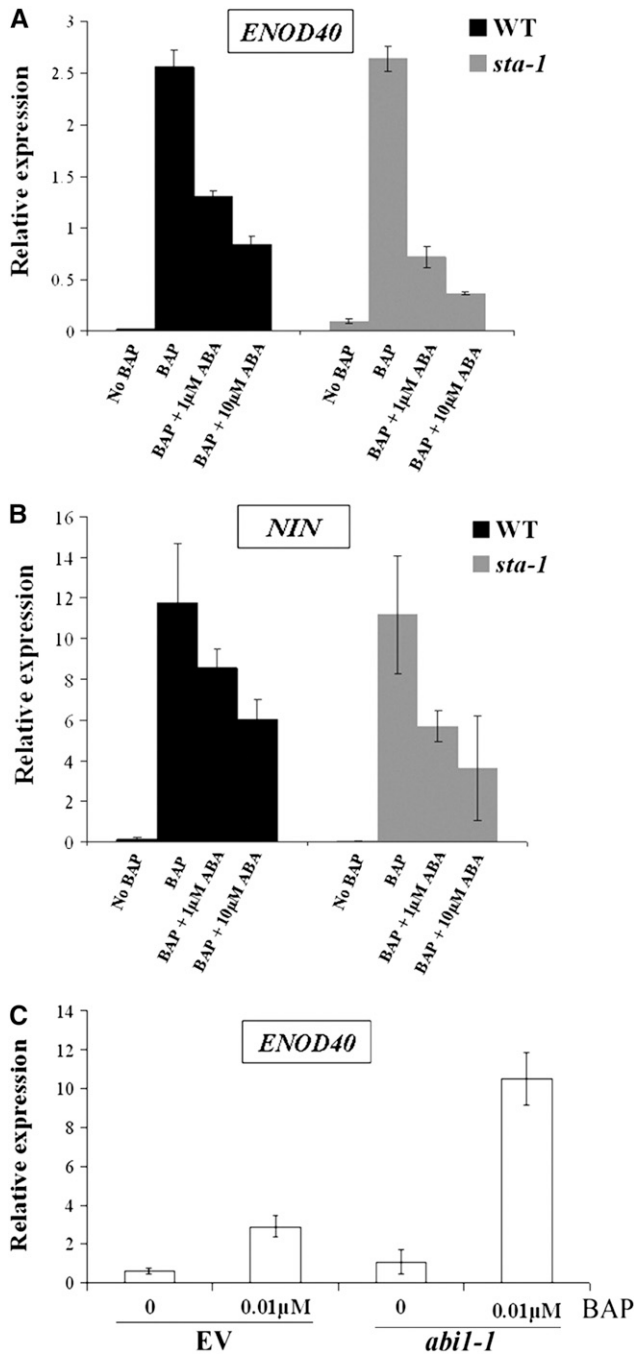 A
ENOD40
WT
sta-1
Relative expression
3
2.5
2
1.5
1
0.5
0
No BAP
BAP
BAP + 1µM ABA
BAP + 10µM ABA
No BAP
BAP
BAP + 1µM ABA
BAP + 10µM ABA
B
NIN
WT
sta-1
Relative expression
16
14
12
10
8
6
4
2
0
No BAP
BAP
BAP + 1µM ABA
BAP + 10µM ABA
No BAP
BAP
BAP + 1µM ABA
BAP + 10µM ABA
C
ENOD40
Relative expression
14
12
10
8
6
4
2
0
0 0.01µM 0 0.01µM BAP
EV abi1-1